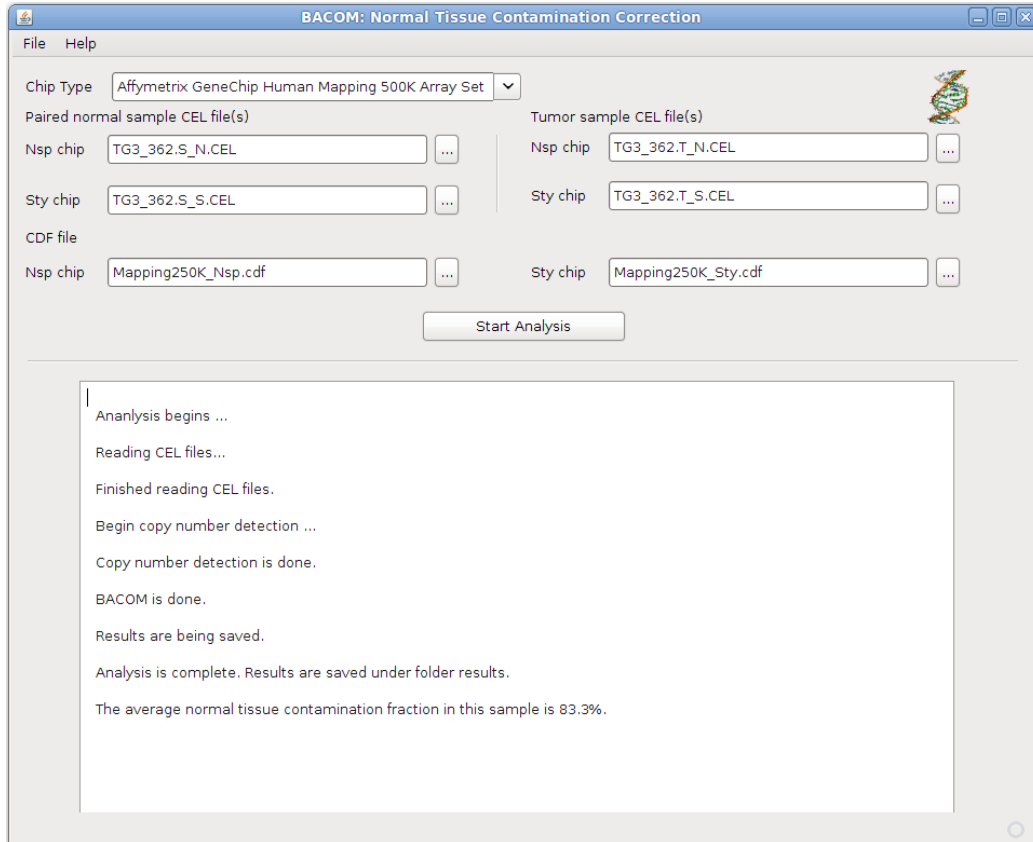 BACOM: Normal Tissue Contamination Correction
File Help
Chip Type Affymetrix GeneChip Human Mapping 500K Array Set
Paired normal sample CEL file(s) Tumor sample CEL file(s)
Nsp chip TG3_362.S_N.CEL ... Nsp chip TG3_362.T_N.CEL ...
Sty chip TG3_362.S_S.CEL ... Sty chip TG3_362.T_S.CEL ...
CDF file
Nsp chip Mapping250K_Nsp.cdf ... Sty chip Mapping250K_Sty.cdf ...
Start Analysis
Ananlysis begins ...
Reading CEL files...
Finished reading CEL files.
Begin copy number detection ...
Copy number detection is done.
BACOM is done.
Results are being saved.
Analysis is complete. Results are saved under folder results.
The average normal tissue contamination fraction in this sample is 83.3%.